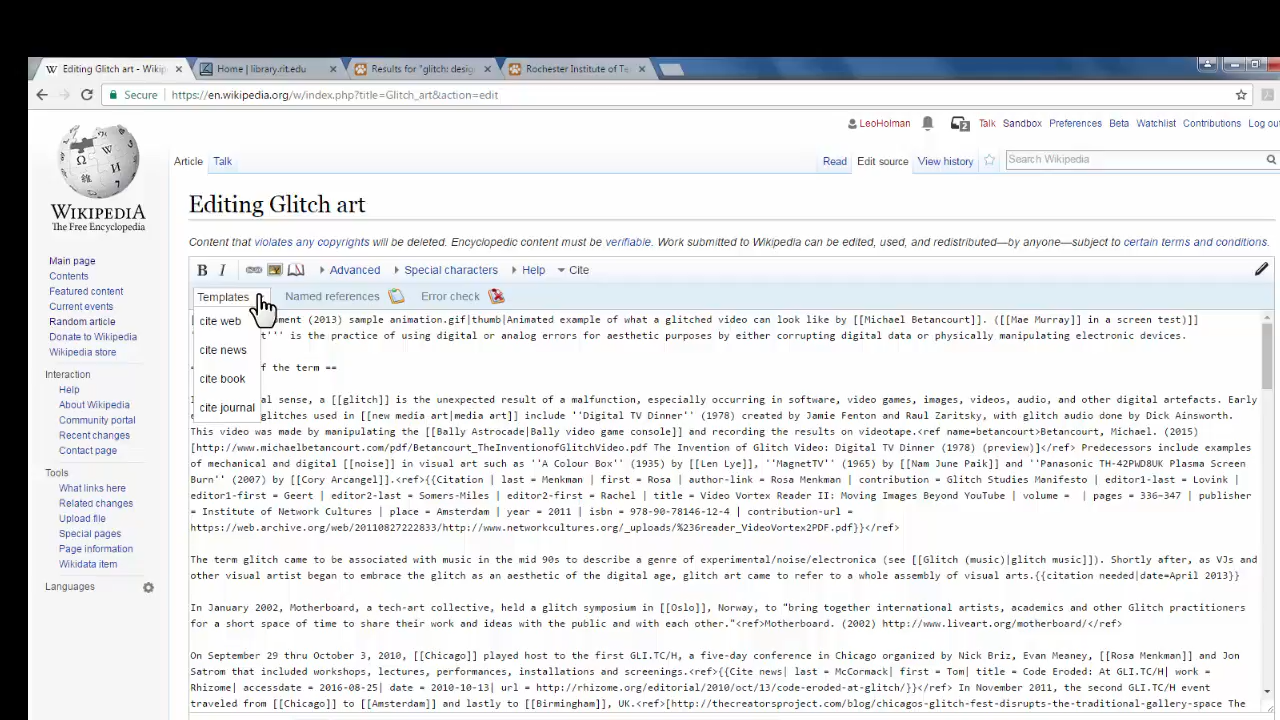 Editing Glitch art - Wikip
Home | library.rit.edu
Results for "glitch: desig
Rochester Institute of Te
Secure
https://en.wikipedia.org/w/index.php?title=Glitch_art&action=edit
LeoHolman
2
Talk Sandbox Preferences Beta Watchlist Contributions Log out
Article Talk
Read Edit source View history
Search Wikipedia
WIKIPEDIA
The Free Encyclopedia
Main page
Contents
Featured content
Current events
Random article
Donate to Wikipedia
Wikipedia store
Interaction
Help
About Wikipedia
Community portal
Recent changes
Contact page
Tools
What links here
Related changes
Upload file
Special pages
Page information
Wikidata item
Languages
Editing Glitch art
Content that violates any copyrights will be deleted. Encyclopedic content must be verifiable. Work submitted to Wikipedia can be edited, used, and redistributed—by anyone—subject to certain terms and conditions.
B I Advanced Special characters Help Cite
Templates Named references Error check
cite web
cite news
cite book
cite journal
ment (2013) sample animation.gif|thumb|Animated example of what a glitched video can look like by [[Michael Betancourt]]. ([[Mae Murray]] in a screen test)]]
''' is the practice of using digital or analog errors for aesthetic purposes by either corrupting digital data or physically manipulating electronic devices.
= f the term ==
I al sense, a [[glitch]] is the unexpected result of a malfunction, especially occurring in software, video games, images, videos, audio, and other digital artefacts. Early
glitches used in [[new media art|media art]] include ''Digital TV Dinner'' (1978) created by Jamie Fenton and Raul Zaritsky, with glitch audio done by Dick Ainsworth.
This video was made by manipulating the [[Bally Astrocade|Bally video game console]] and recording the results on videotape.<ref name=betancourt>Betancourt, Michael. (2015)
[http://www.michaelbetancourt.com/pdf/Betancourt_TheInventionofGlitchVideo.pdf The Invention of Glitch Video: Digital TV Dinner (1978) (preview)]</ref> Predecessors include examples
of mechanical and digital [[noise]] in visual art such as ''A Colour Box'' (1935) by [[Len Lye]], ''MagnetTV'' (1965) by [[Nam June Paik]] and ''Panasonic TH-42PWD8UK Plasma Screen
Burn'' (2007) by [[Cory Arcangel]].<ref>{{Citation | last = Menkman | first = Rosa | author-link = Rosa Menkman | contribution = Glitch Studies Manifesto | editor1-last = Lovink |
editor1-first = Geert | editor2-last = Somers-Miles | editor2-first = Rachel | title = Video Vortex Reader II: Moving Images Beyond YouTube | volume = | pages = 336–347 | publisher
= Institute of Network Cultures | place = Amsterdam | year = 2011 | isbn = 978-90-78146-12-4 | contribution-url =
https://web.archive.org/web/20110827222833/http://www.networkcultures.org/_uploads/%236reader_VideoVortex2PDF.pdf}}</ref>
The term glitch came to be associated with music in the mid 90s to describe a genre of experimental/noise/electronica (see [[Glitch (music)|glitch music]]). Shortly after, as VJs and
other visual artist began to embrace the glitch as an aesthetic of the digital age, glitch art came to refer to a whole assembly of visual arts.{{citation needed|date=April 2013}}
In January 2002, Motherboard, a tech-art collective, held a glitch symposium in [[Oslo]], Norway, to "bring together international artists, academics and other Glitch practitioners
for a short space of time to share their work and ideas with the public and with each other."<ref>Motherboard. (2002) http://www.liveart.org/motherboard/</ref>
On September 29 thru October 3, 2010, [[Chicago]] played host to the first GLI.TC/H, a five-day conference in Chicago organized by Nick Briz, Evan Meaney, [[Rosa Menkman]] and Jon
Satrom that included workshops, lectures, performances, installations and screenings.<ref>{{Cite news| last = McCormack| first = Tom| title = Code Eroded: At GLI.TC/H| work =
Rhizome| accessdate = 2016-08-25| date = 2010-10-13| url = http://rhizome.org/editorial/2010/oct/13/code-eroded-at-glitch/}}</ref> In November 2011, the second GLI.TC/H event
traveled from [[Chicago]] to [[Amsterdam]] and lastly to [[Birmingham]], UK.<ref>[http://thecreatorsproject.com/blog/chicagos-glitch-fest-disrupts-the-traditional-gallery-space The